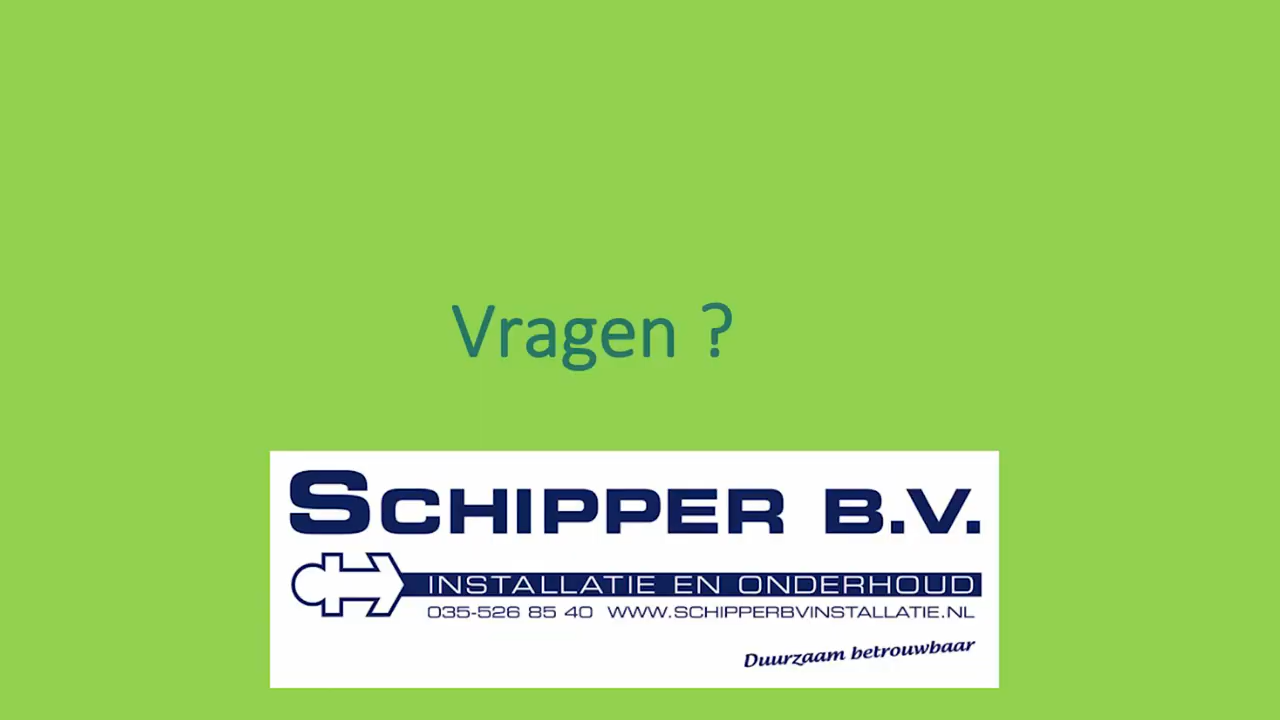 Vragen ?
SCHIPPER B.V.
INSTALLATIE EN ONDERHOUD
035-526 85 40 WWW.SCHIPPERBVINSTALLATIE.NL
Duurzaam betrouwbaar